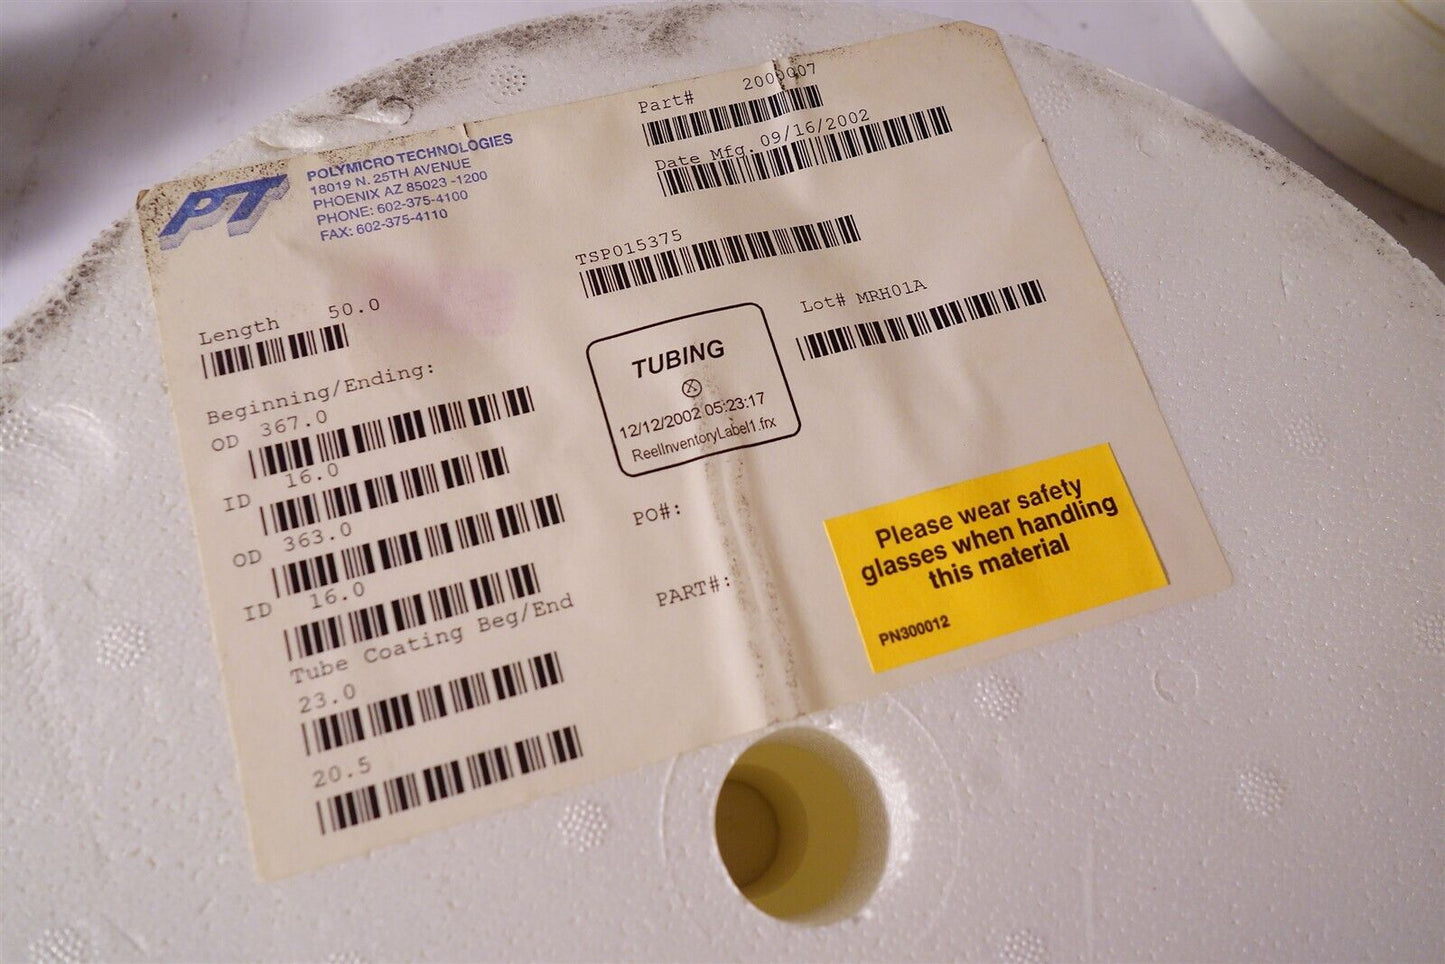 PT
POLYMICRO TECHNOLOGIES
18019 N. 25TH AVENUE
PHOENIX AZ 85023 -1200
PHONE: 602-375-4100
FAX: 602-375-4110
Part# 2000007
Date Mfg. 09/16/2002
TSP015375
Lot# MRH01A
Length 50.0
Beginning/Ending:
OD 367.0
ID 16.0
OD 363.0
ID 16.0
Tube Coating Beg/End
23.0
20.5
TUBING
X
12/12/2002 05:23:17
ReelInventoryLabel1.frx
PO#:
PART#:
Please wear safety
glasses when handling
this material
PN300012